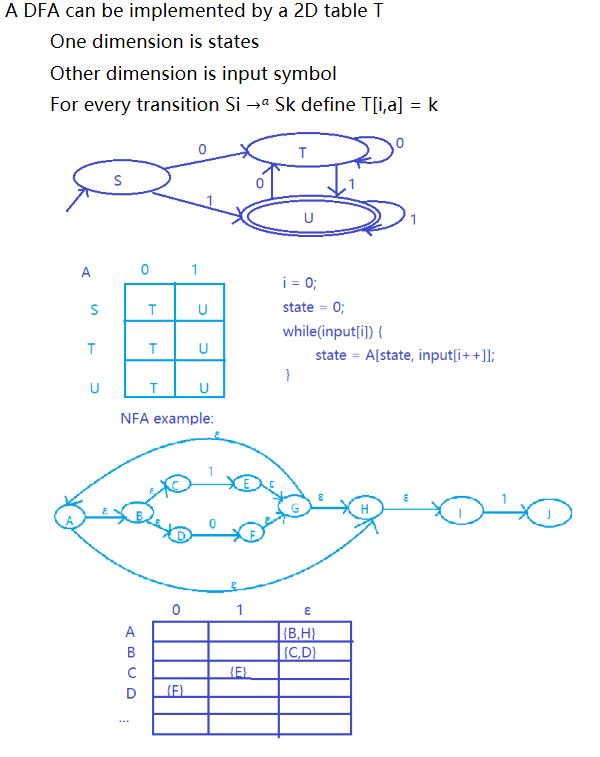 A DFA can be implemented by a 2D table T
One dimension is states
Other dimension is input symbol
For every transition Si →ᵃ Sk define T[i,a] = k
0
T
0
S
0
1
1
U
1
A 0 1
S T U
T T U
U T U
i = 0;
state = 0;
while(input[i]) {
state = A[state, input[i++]];
}
NFA example:
ε
C 1 E
ε ε
A ε B G ε H ε I 1 J
ε ε
D 0 F
ε
0 1 ε
A {B,H}
B {C,D}
C {E}
D {F}
...